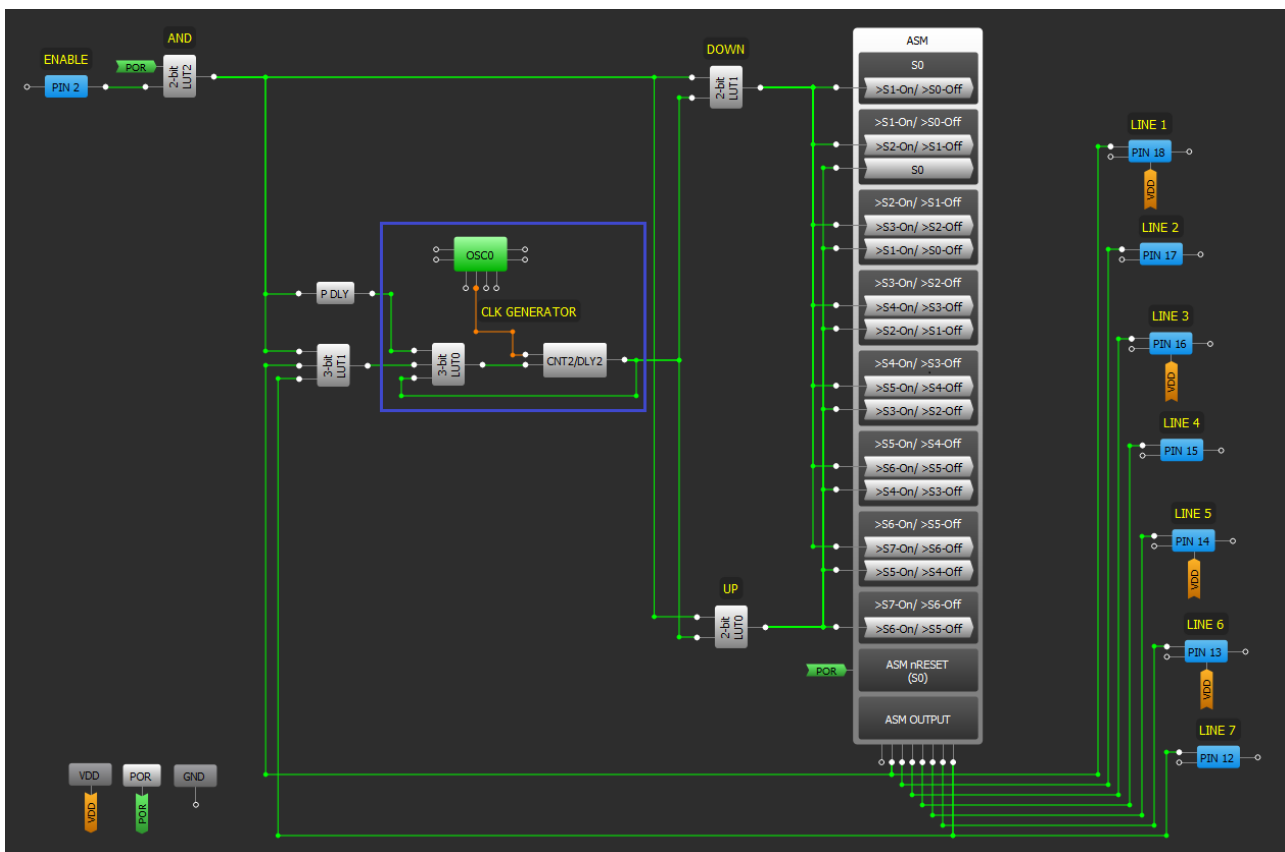 AND
ENABLE
POR
PIN 2
2-bit
LUT2
DOWN
2-bit
LUT1
OSC0
CLK GENERATOR
P DLY
3-bit
LUT1
3-bit
LUT0
CNT2/DLY2
UP
2-bit
LUT0
ASM
S0
>S1-On/ >S0-Off
>S1-On/ >S0-Off
>S2-On/ >S1-Off
S0
>S2-On/ >S1-Off
>S3-On/ >S2-Off
>S1-On/ >S0-Off
>S3-On/ >S2-Off
>S4-On/ >S3-Off
>S2-On/ >S1-Off
>S4-On/ >S3-Off
>S5-On/ >S4-Off
>S3-On/ >S2-Off
>S5-On/ >S4-Off
>S6-On/ >S5-Off
>S4-On/ >S3-Off
>S6-On/ >S5-Off
>S7-On/ >S6-Off
>S5-On/ >S4-Off
>S7-On/ >S6-Off
>S6-On/ >S5-Off
POR
ASM nRESET
(S0)
ASM OUTPUT
LINE 1
PIN 18
VDD
LINE 2
PIN 17
LINE 3
PIN 16
VDD
LINE 4
PIN 15
LINE 5
PIN 14
VDD
LINE 6
PIN 13
VDD
LINE 7
PIN 12
VDD
POR
GND
VDD
POR